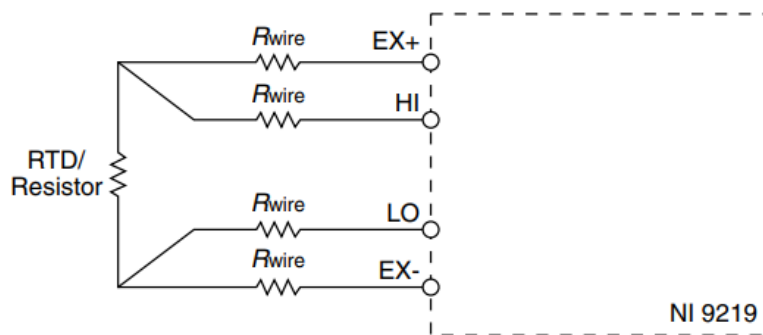 Rwire
EX+
Rwire
HI
RTD/
Resistor
Rwire
LO
Rwire
EX-
NI 9219